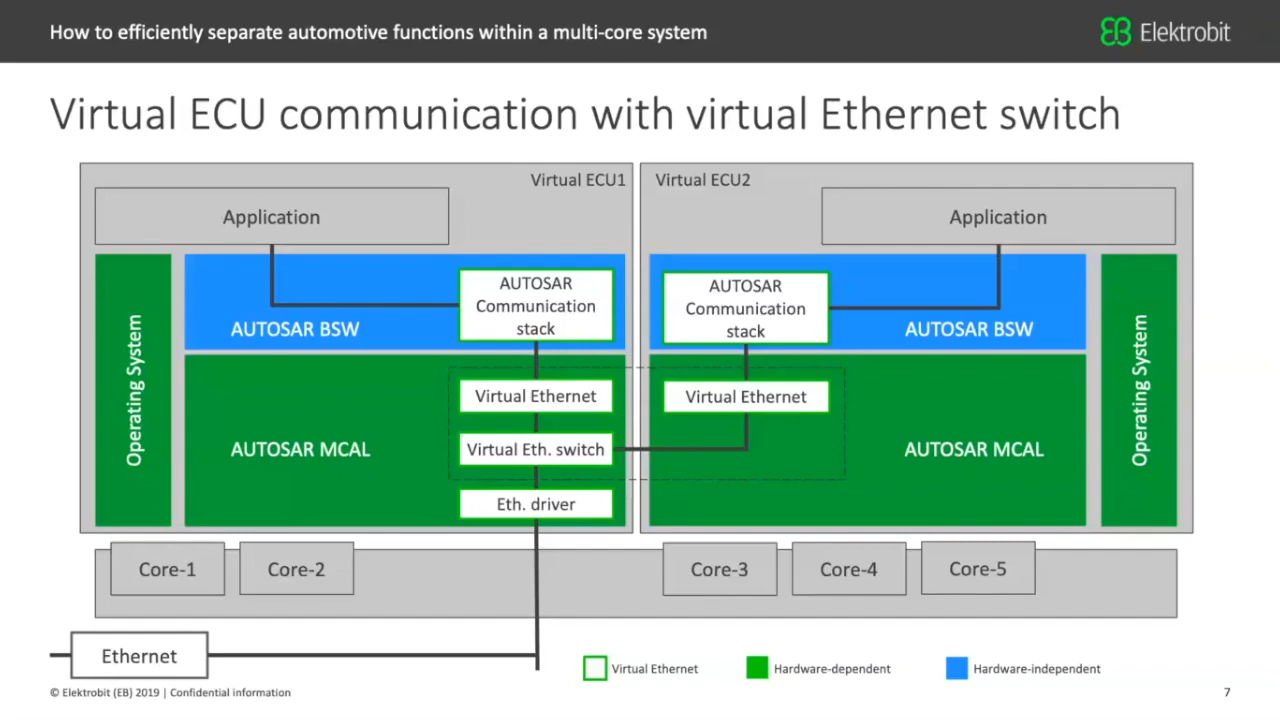 How to efficiently separate automotive functions within a multi-core system
Elektrobit
Virtual ECU communication with virtual Ethernet switch
Virtual ECU1
Virtual ECU2
Application
Application
Operating System
AUTOSAR BSW
AUTOSAR
Communication
stack
AUTOSAR
Communication
stack
AUTOSAR BSW
Operating System
AUTOSAR MCAL
Virtual Ethernet
Virtual Eth. switch
Eth. driver
Virtual Ethernet
AUTOSAR MCAL
Core-1
Core-2
Core-3
Core-4
Core-5
Ethernet
Virtual Ethernet
Hardware-dependent
Hardware-independent
© Elektrobit (EB) 2019 | Confidential information
7